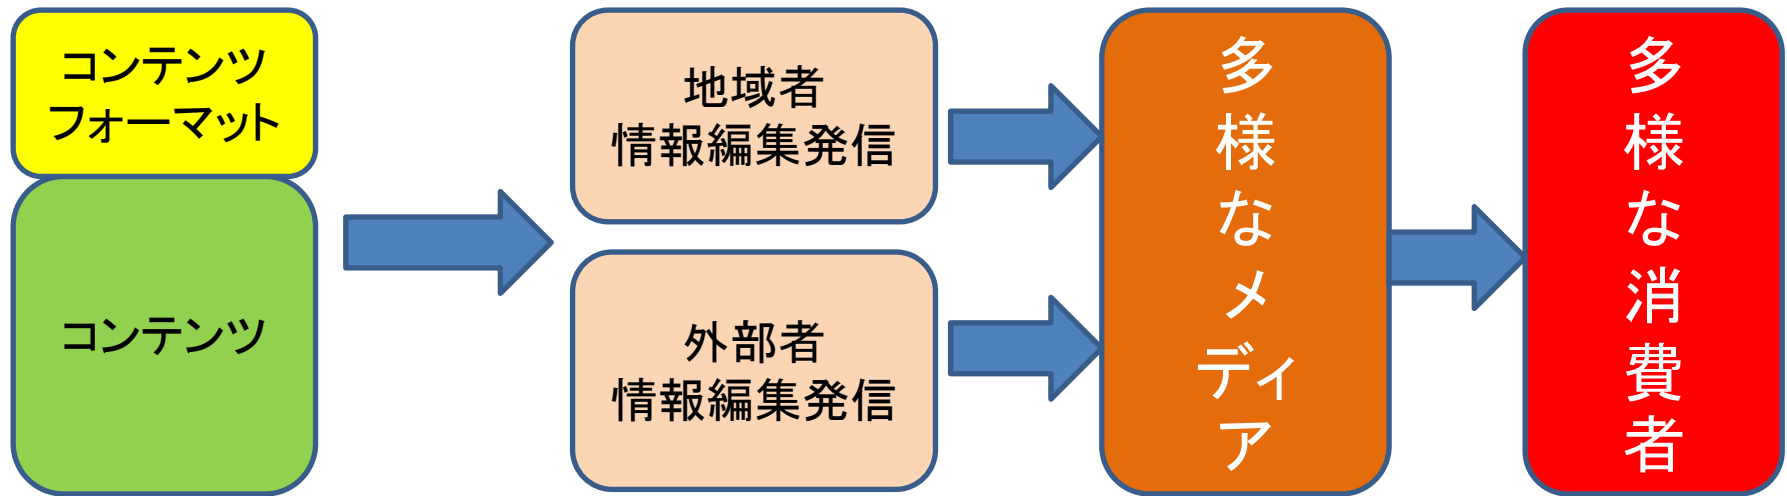 コンテンツ
フォーマット
コンテンツ
地域者
情報編集発信
外部者
情報編集発信
多様なメディア
多様な消費者